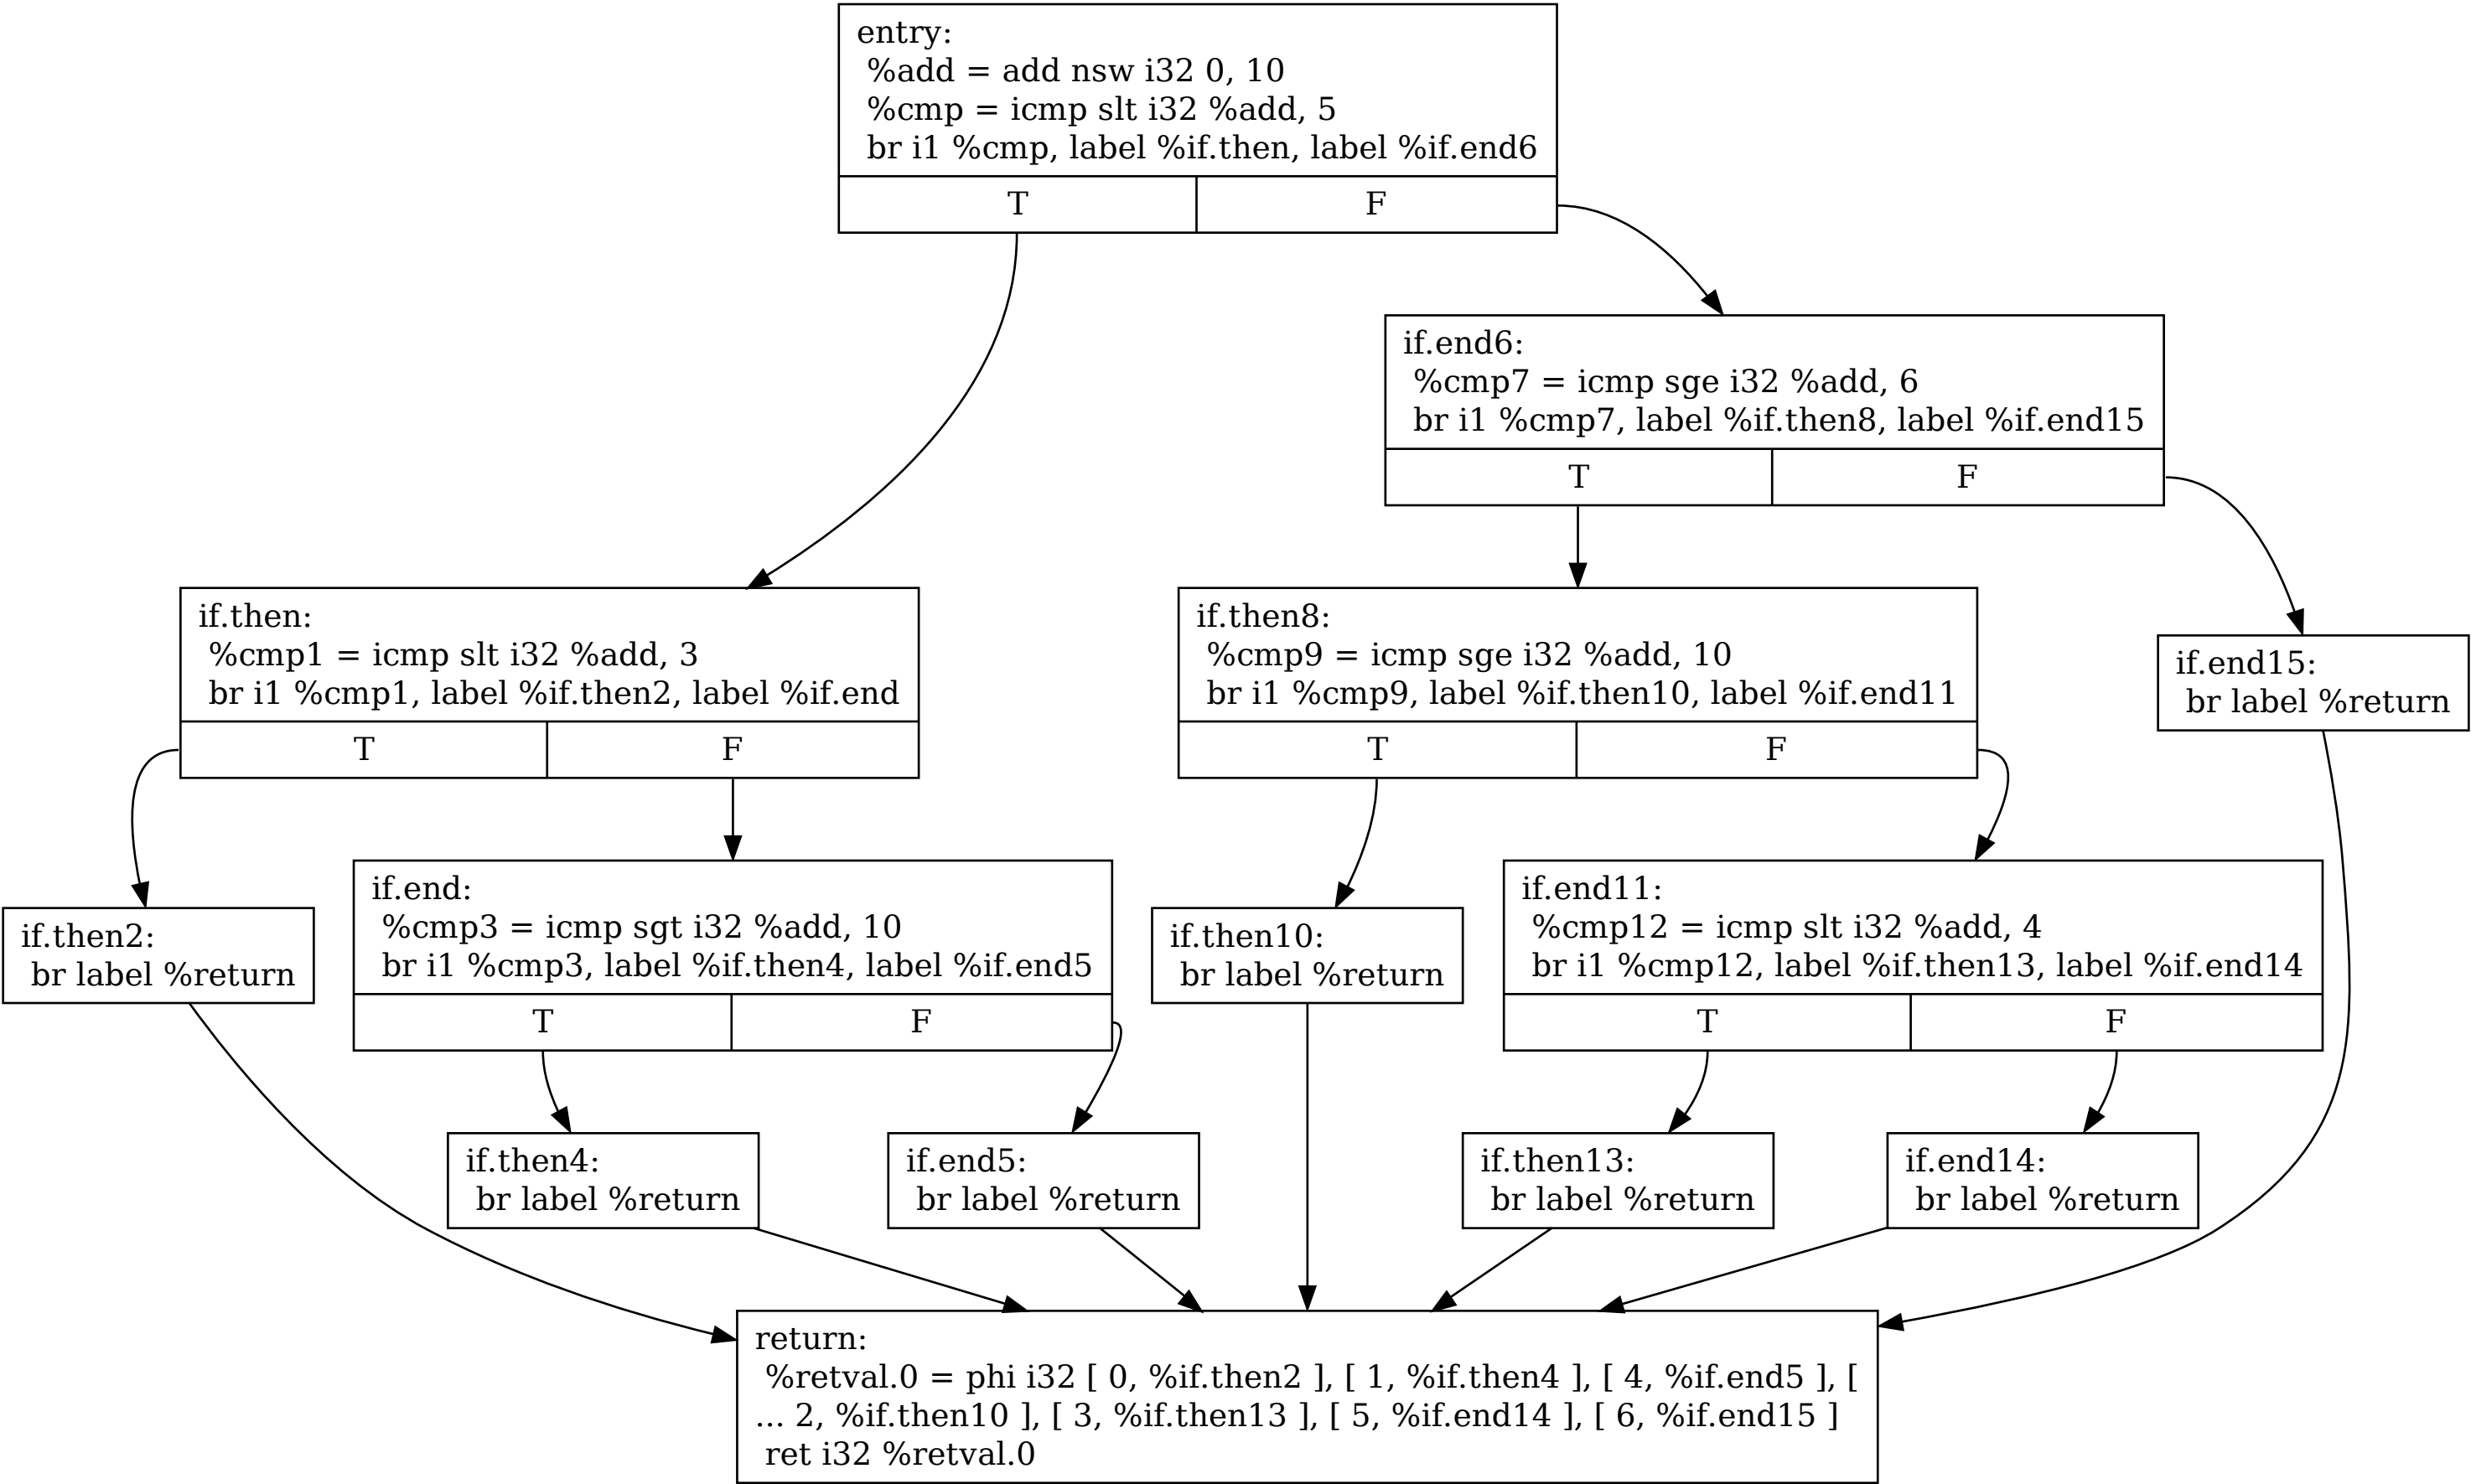 entry:
%add = add nsw i32 0, 10
%cmp = icmp slt i32 %add, 5
br i1 %cmp, label %if.then, label %if.end6
T F
if.end6:
%cmp7 = icmp sge i32 %add, 6
br i1 %cmp7, label %if.then8, label %if.end15
T F
if.then:
%cmp1 = icmp slt i32 %add, 3
br i1 %cmp1, label %if.then2, label %if.end
T F
if.then8:
%cmp9 = icmp sge i32 %add, 10
br i1 %cmp9, label %if.then10, label %if.end11
T F
if.end15:
br label %return
if.then2:
br label %return
if.end:
%cmp3 = icmp sgt i32 %add, 10
br i1 %cmp3, label %if.then4, label %if.end5
T F
if.then10:
br label %return
if.end11:
%cmp12 = icmp slt i32 %add, 4
br i1 %cmp12, label %if.then13, label %if.end14
T F
if.then4:
br label %return
if.end5:
br label %return
if.then13:
br label %return
if.end14:
br label %return
return:
%retval.0 = phi i32 [ 0, %if.then2 ], [ 1, %if.then4 ], [ 4, %if.end5 ], [
... 2, %if.then10 ], [ 3, %if.then13 ], [ 5, %if.end14 ], [ 6, %if.end15 ]
ret i32 %retval.0